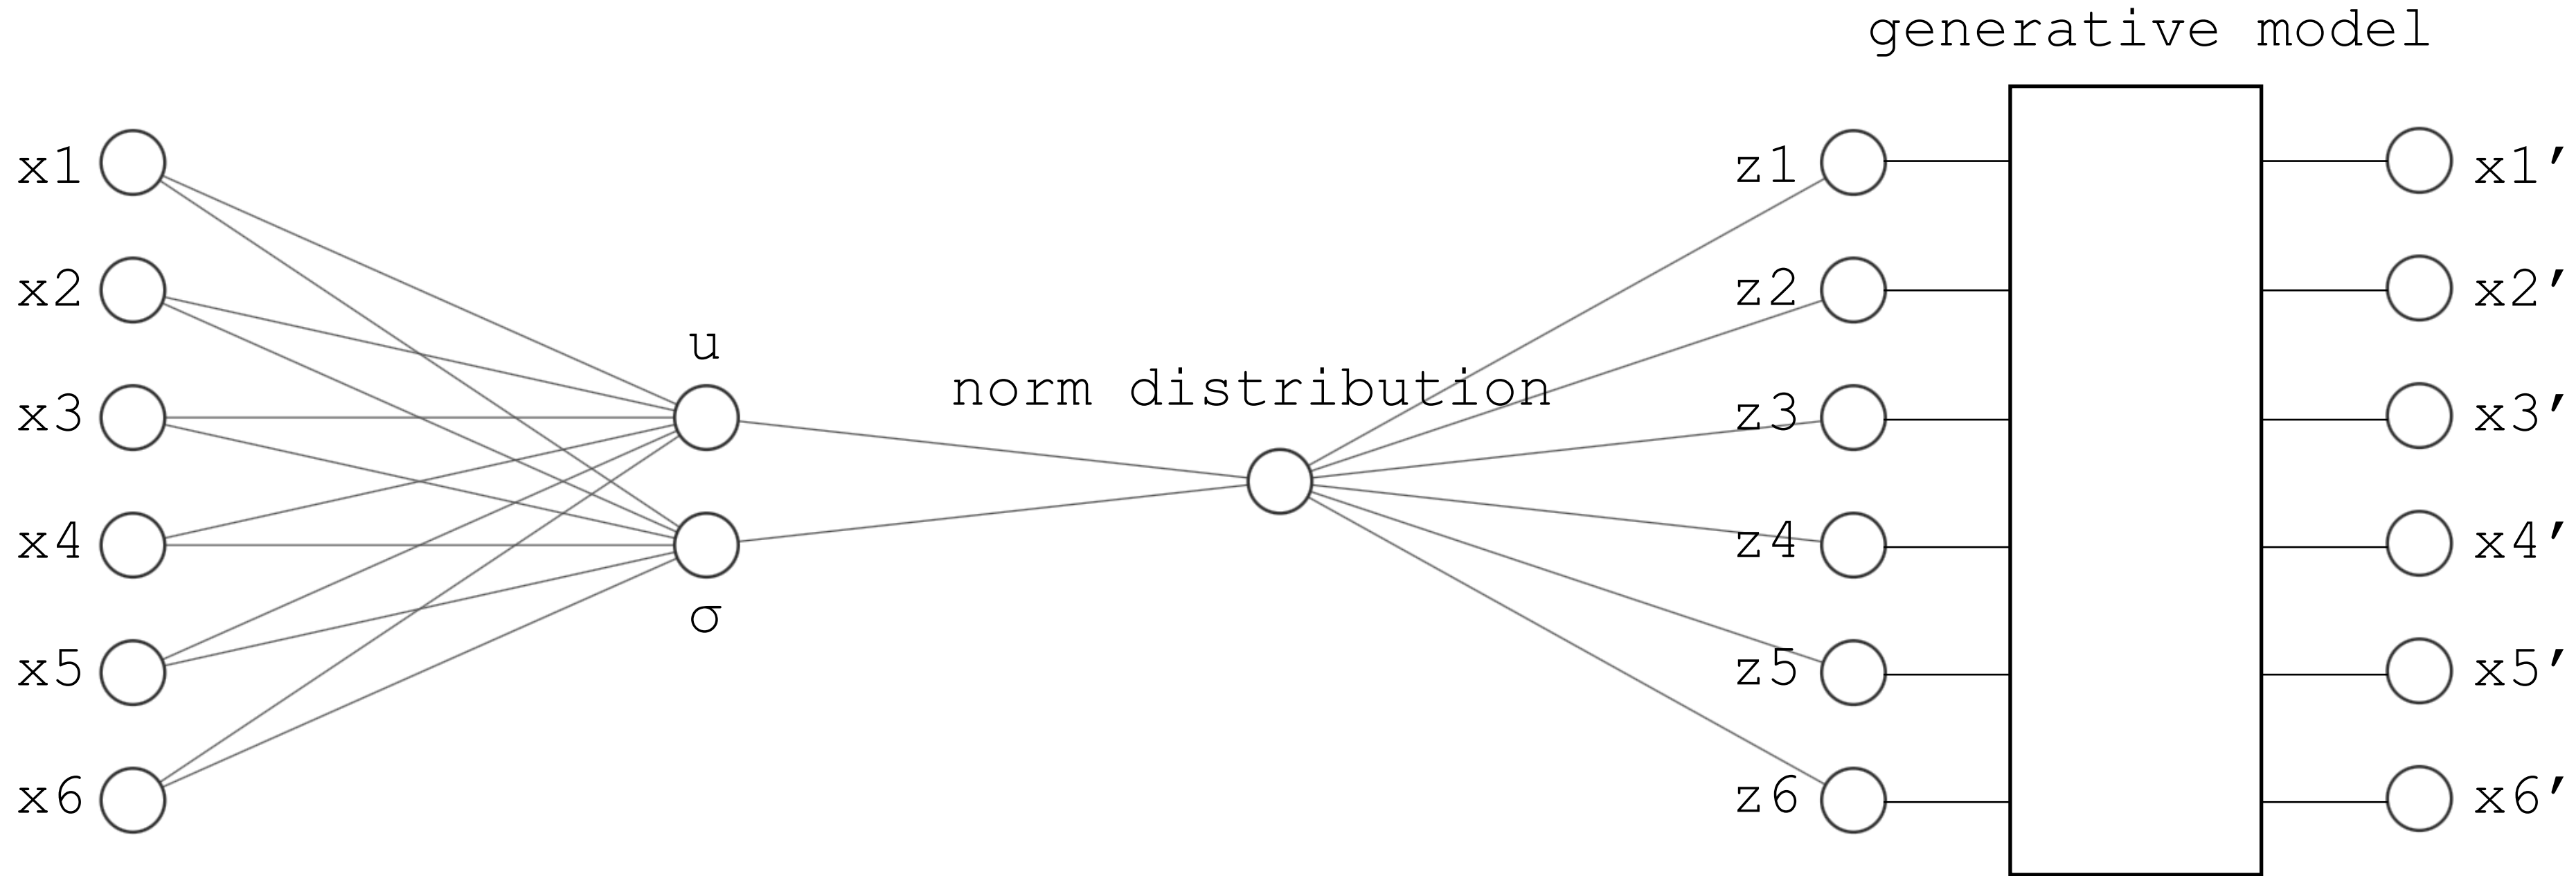 generative model
x1
x2
x3
x4
x5
x6
u
σ
norm distribution
z1
z2
z3
z4
z5
z6
x1′
x2′
x3′
x4′
x5′
x6′